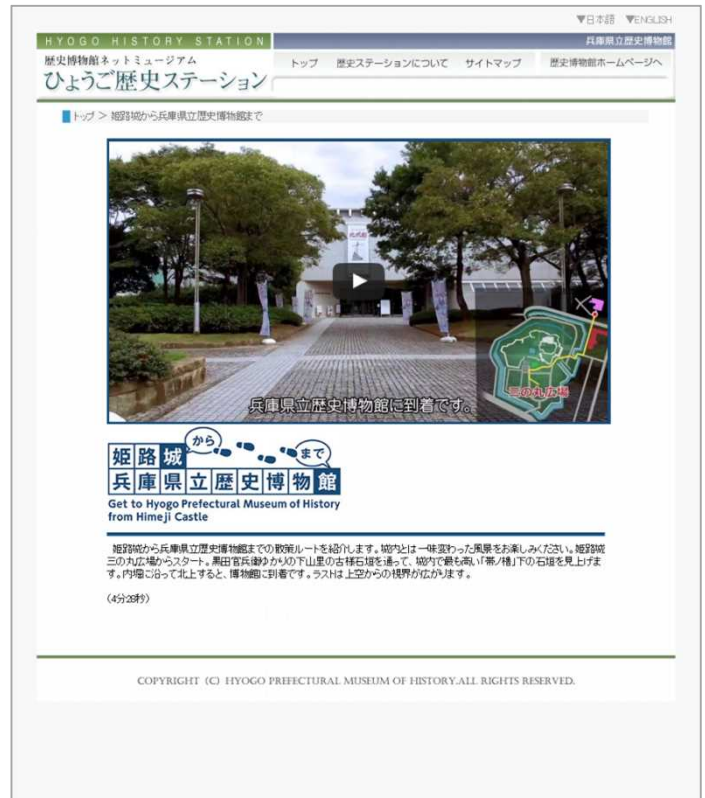 ▼日本語 ▼ENGLISH
HYOGO HISTORY STATION
兵庫県立歴史博物館
歴史博物館ネットミュージアム
ひょうご歴史ステーション
トップ 歴史ステーションについて サイトマップ 歴史博物館ホームページへ
トップ > 姫路城から兵庫県立歴史博物館まで
三の丸広場
兵庫県立歴史博物館に到着です。
姫路城から まで
兵庫県立歴史博物館
Get to Hyogo Prefectural Museum of History
from Himeji Castle
姫路城から兵庫県立歴史博物館までの散策ルートを紹介します。城内とは一味変わった風景をお楽しみください。姫路城
三の丸広場からスタート。黒田官兵衛ゆかりの下山里の古様石垣を通って、城内で最も高い「帯ノ櫓」下の石垣を見上げま
す。内堀に沿って北上すると、博物館に到着です。ラストは上空からの視界が広がります。
(4分28秒)
COPYRIGHT (C) HYOGO PREFECTURAL MUSEUM OF HISTORY.ALL RIGHTS RESERVED.